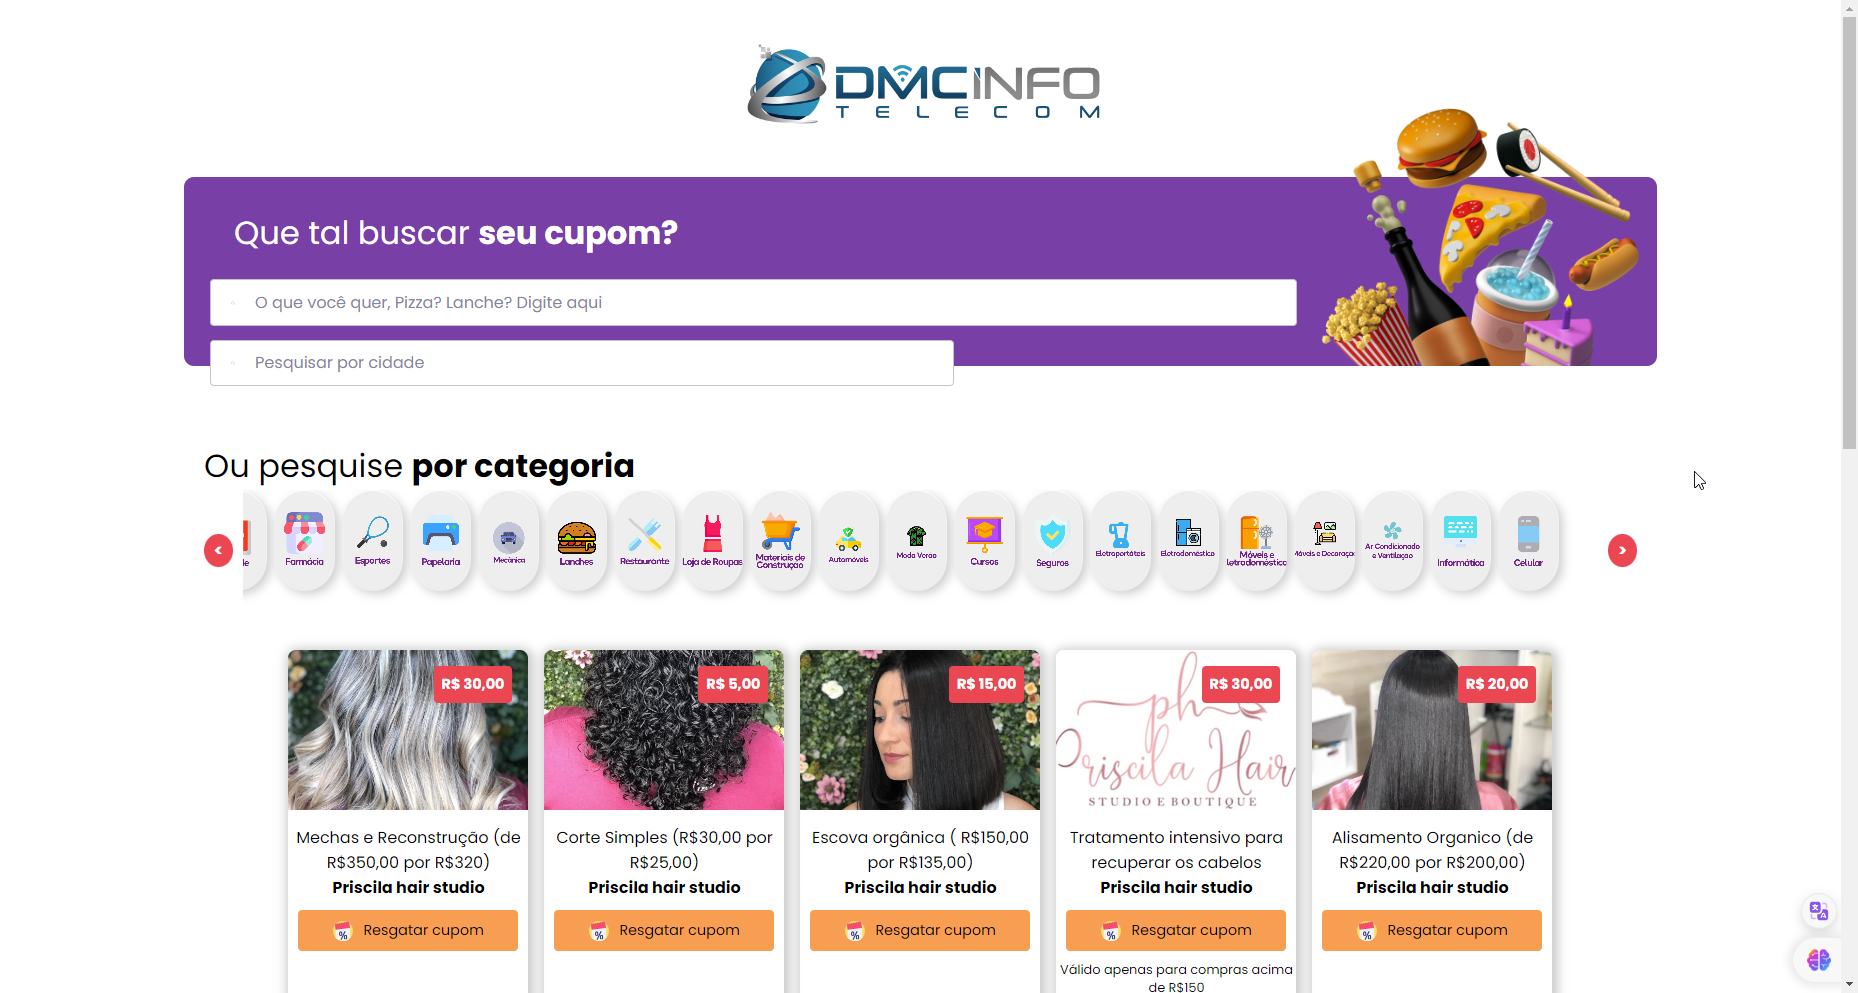 DMCINFO
TELECOM
Que tal buscar seu cupom?
O que você quer, Pizza? Lanche? Digite aqui
Pesquisar por cidade
Ou pesquise por categoria
<
de
Farmácia
Esportes
Papelaria
Mecânica
Lanches
Restaurante
Loja de Roupas
Materiais de
Construção
Automóveis
Moda Verão
Cursos
Seguros
Eletroportáteis
Eletrodoméstico
Móveis e
letrodoméstico
Móveis e Decoração
Ar Condicionado
e Ventilação
Informática
Celular
>
R$ 30,00
Mechas e Reconstrução (de
R$350,00 por R$320)
Priscila hair studio
% Resgatar cupom
R$ 5,00
Corte Simples (R$30,00 por
R$25,00)
Priscila hair studio
% Resgatar cupom
R$ 15,00
Escova orgânica ( R$150,00
por R$135,00)
Priscila hair studio
% Resgatar cupom
R$ 30,00
ph
Priscila Hair
STUDIO E BOUTIQUE
Tratamento intensivo para
recuperar os cabelos
Priscila hair studio
% Resgatar cupom
Válido apenas para compras acima
de R$150
R$ 20,00
Alisamento Organico (de
R$220,00 por R$200,00)
Priscila hair studio
% Resgatar cupom